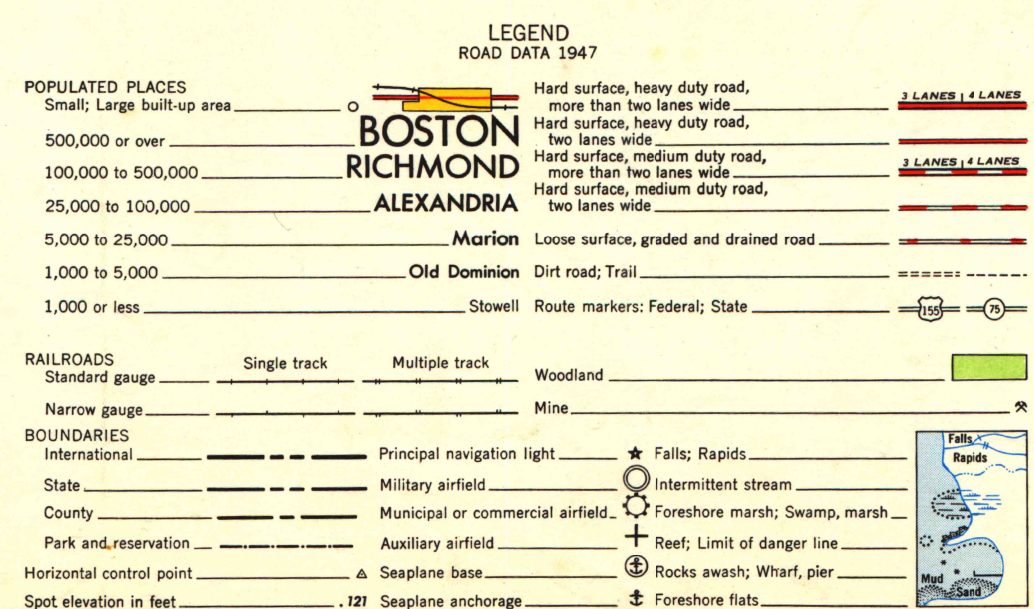 LEGEND
ROAD DATA 1947
POPULATED PLACES
Small; Large built-up area
500,000 or over BOSTON
100,000 to 500,000 RICHMOND
25,000 to 100,000 ALEXANDRIA
5,000 to 25,000 Marion
1,000 to 5,000 Old Dominion
1,000 or less Stowell
Hard surface, heavy duty road,
more than two lanes wide 3 LANES | 4 LANES
Hard surface, heavy duty road,
two lanes wide
Hard surface, medium duty road,
more than two lanes wide 3 LANES | 4 LANES
Hard surface, medium duty road,
two lanes wide
Loose surface, graded and drained road
Dirt road; Trail
Route markers: Federal; State 155 75
RAILROADS Single track Multiple track
Standard gauge
Narrow gauge
Woodland
Mine
BOUNDARIES
International
State
County
Park and reservation
Horizontal control point
Spot elevation in feet .121
Principal navigation light
Military airfield
Municipal or commercial airfield
Auxiliary airfield
Seaplane base
Seaplane anchorage
Falls; Rapids
Intermittent stream
Foreshore marsh; Swamp, marsh
Reef; Limit of danger line
Rocks awash; Wharf, pier
Foreshore flats
Falls
Rapids
Mud
Sand